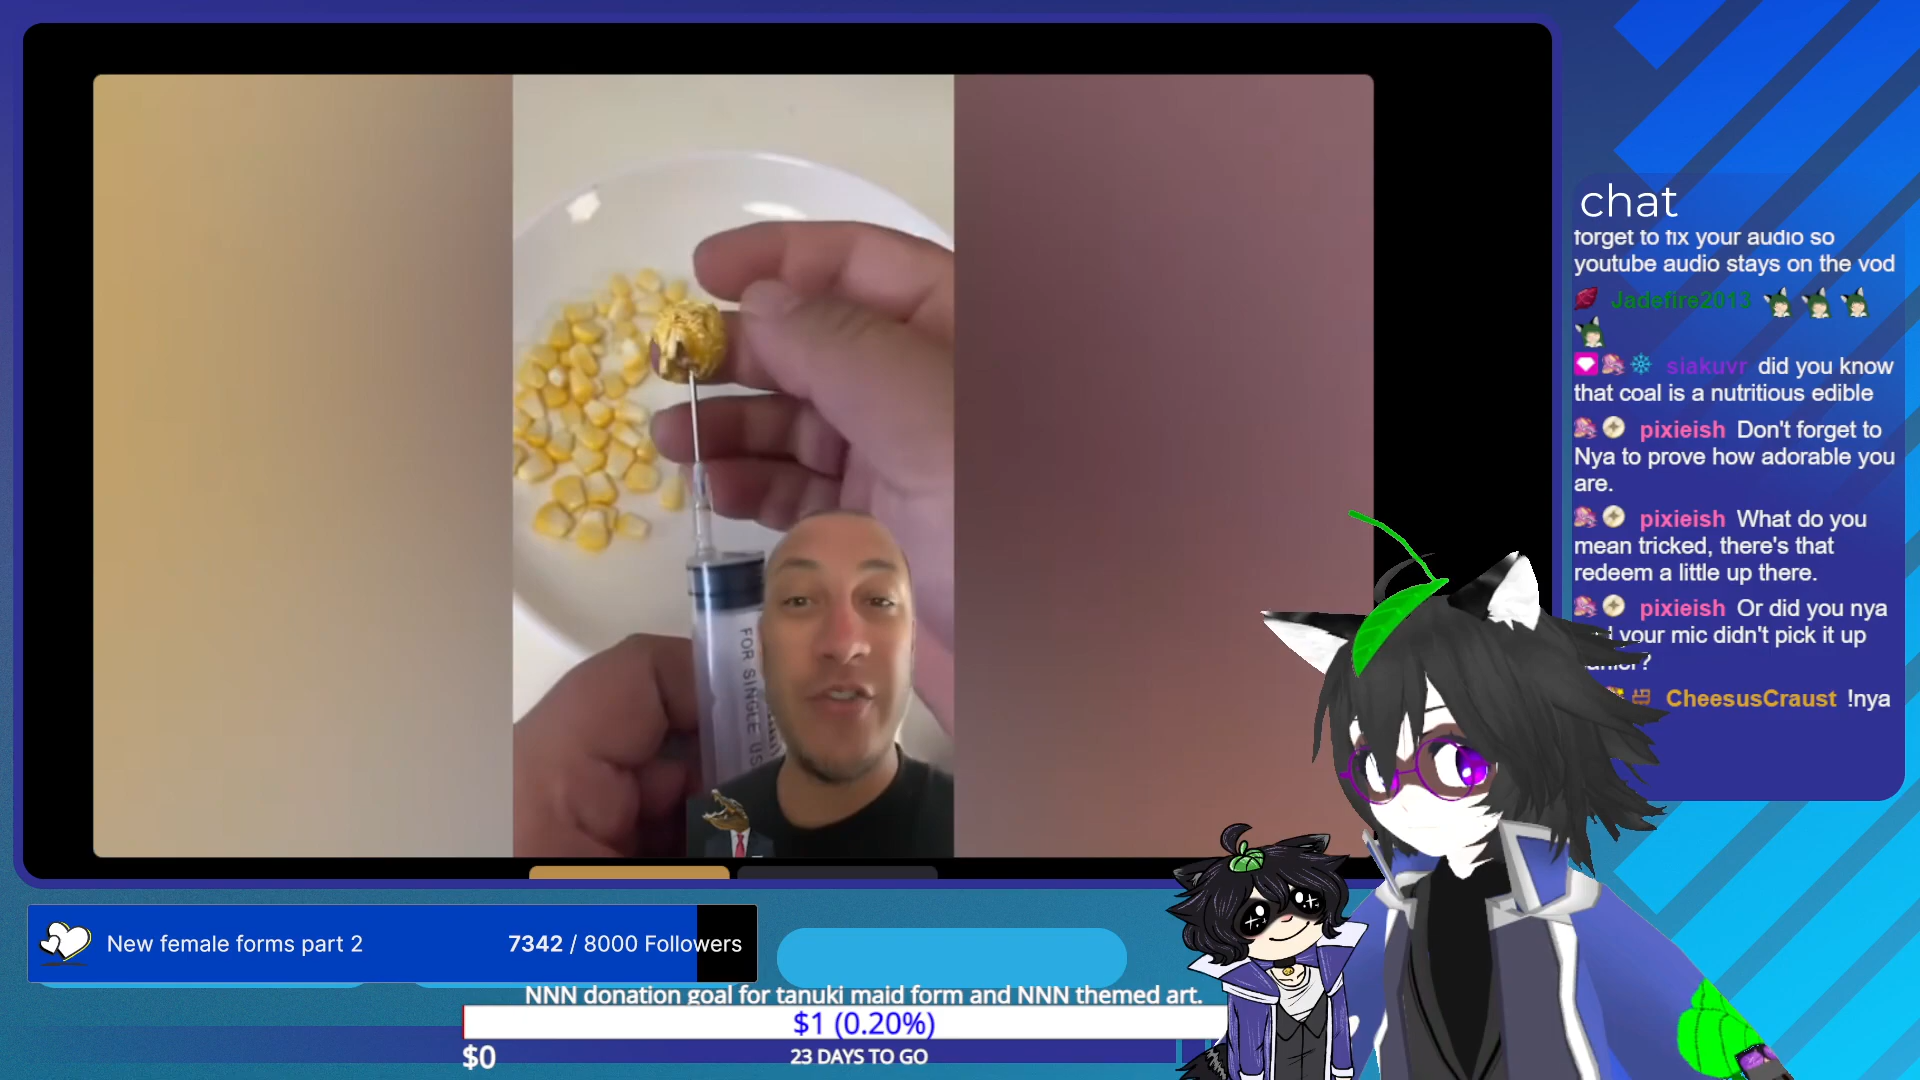 chat
forget to fix your audio so
youtube audio stays on the vod
Jadefire2013
siakuvr did you know
that coal is a nutritious edible
pixieish Don't forget to
Nya to prove how adorable you
are.
pixieish What do you
mean tricked, there's that
redeem a little up there.
pixieish Or did you nya
your mic didn't pick it up
CheesusCraust !nya
FOR SINGLE US
New female forms part 2
7342 / 8000 Followers
NNN donation goal for tanuki maid form and NNN themed art.
$1 (0.20%)
$0
23 DAYS TO GO